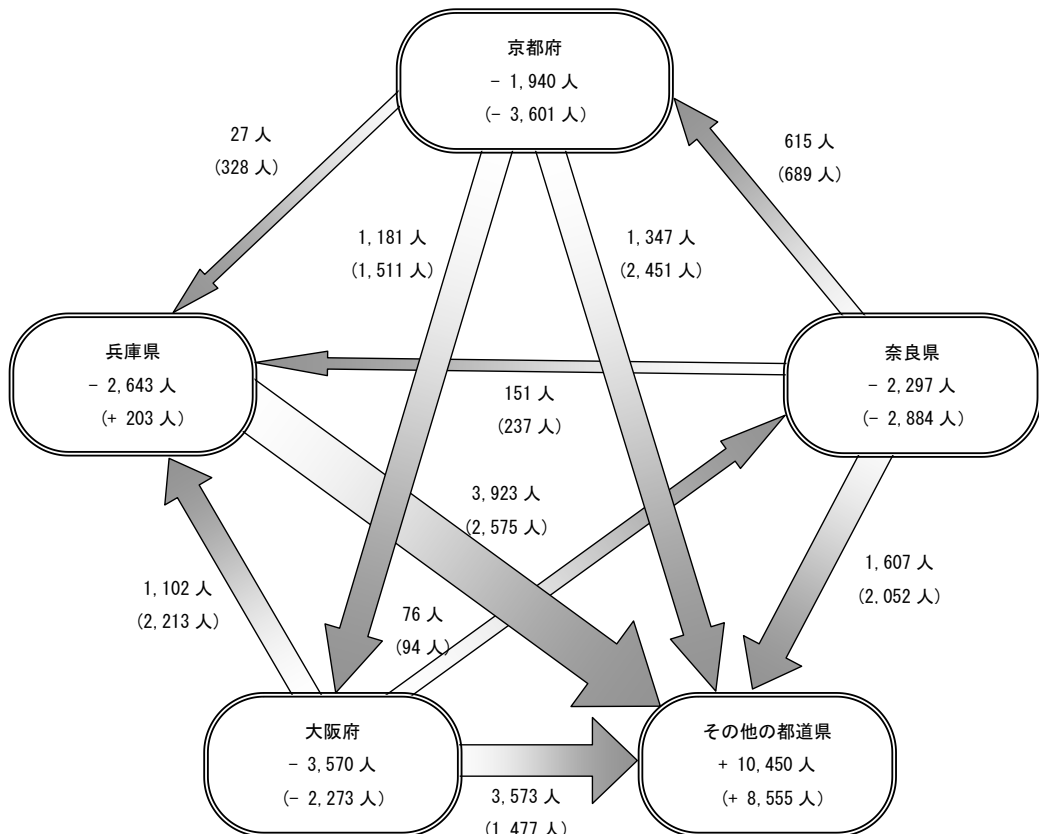 京都府
- 1,940 人
(- 3,601 人)
27 人
(328 人)
615 人
(689 人)
1,181 人
(1,511 人)
1,347 人
(2,451 人)
兵庫県
- 2,643 人
(+ 203 人)
奈良県
- 2,297 人
(- 2,884 人)
151 人
(237 人)
3,923 人
(2,575 人)
1,102 人
(2,213 人)
76 人
(94 人)
1,607 人
(2,052 人)
大阪府
- 3,570 人
(- 2,273 人)
その他の都道県
+ 10,450 人
(+ 8,555 人)
3,573 人
(1,477 人)